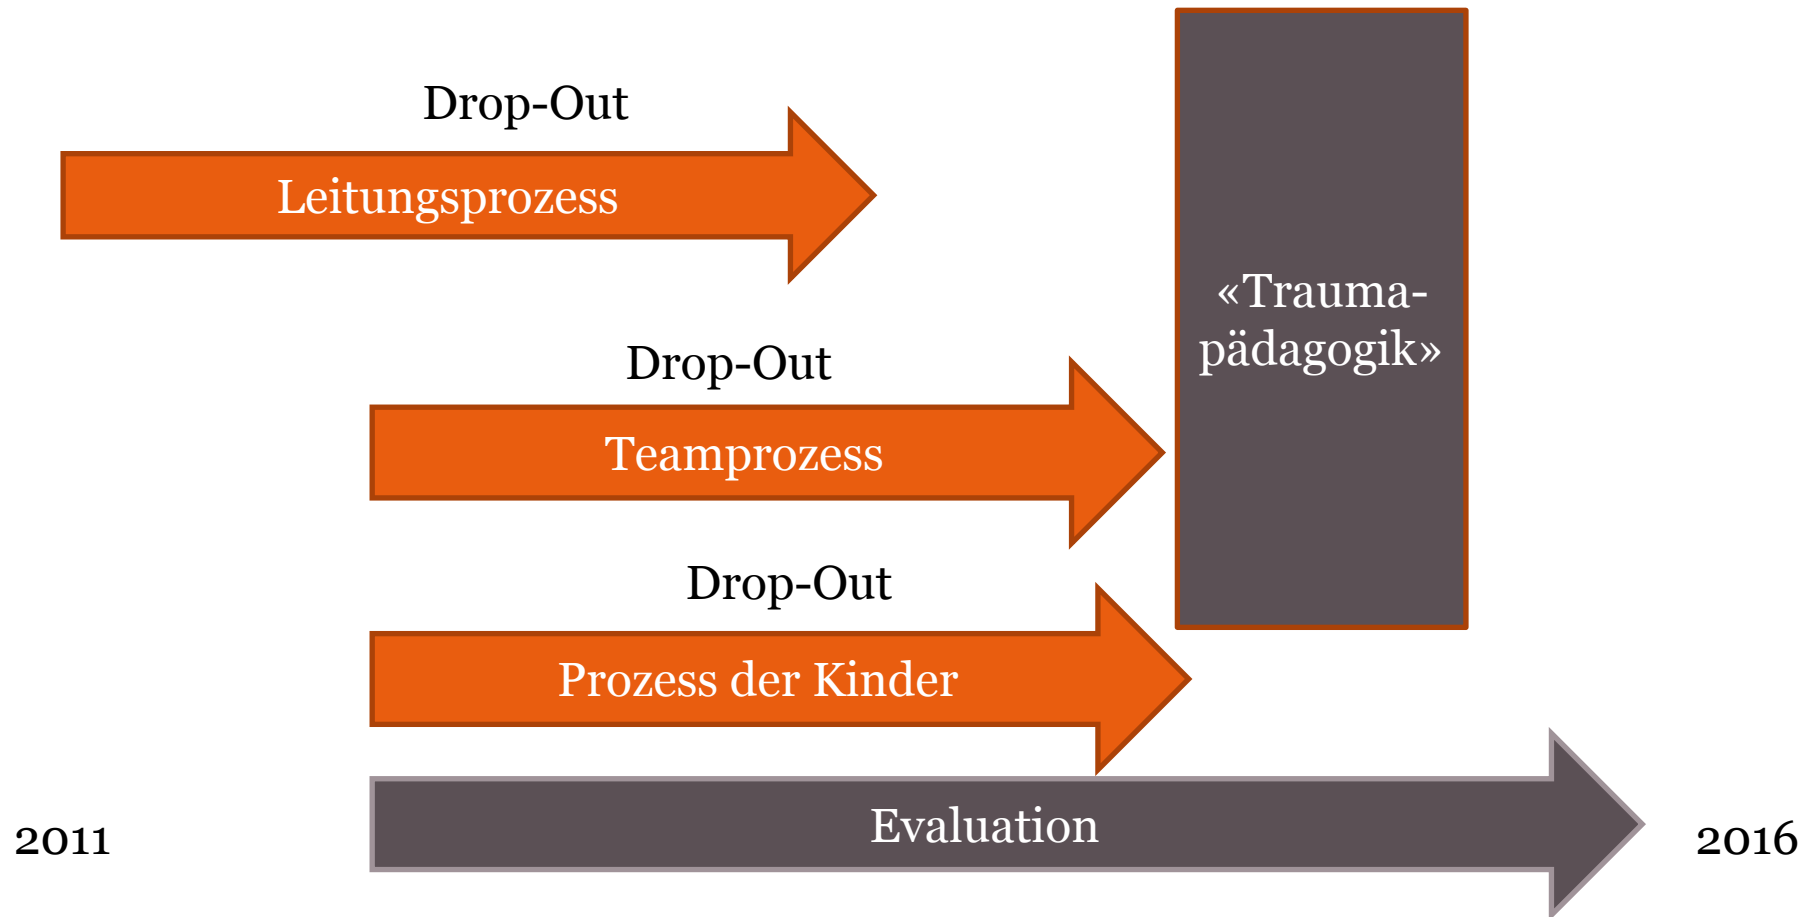 Drop-Out
Leitungsprozess
«Trauma-
pädagogik»
Drop-Out
Teamprozess
Drop-Out
Prozess der Kinder
Evaluation
2011
2016